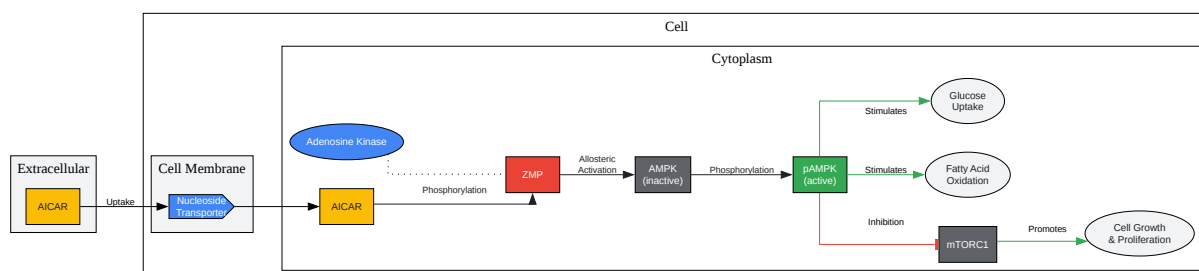 Cell
Cytoplasm
Extracellular
AICAR
Uptake
Cell Membrane
Nucleoside
Transporter
Adenosine Kinase
AICAR
Phosphorylation
ZMP
Allosteric
Activation
AMPK
(inactive)
Phosphorylation
pAMPK
(active)
Stimulates
Glucose
Uptake
Stimulates
Fatty Acid
Oxidation
Inhibition
mTORC1
Promotes
Cell Growth
& Proliferation